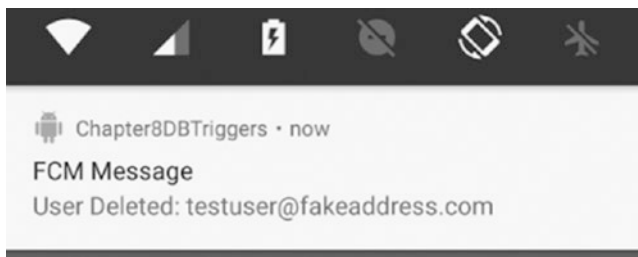 Chapter8DBTriggers • now
FCM Message
User Deleted: testuser@fakeaddress.com